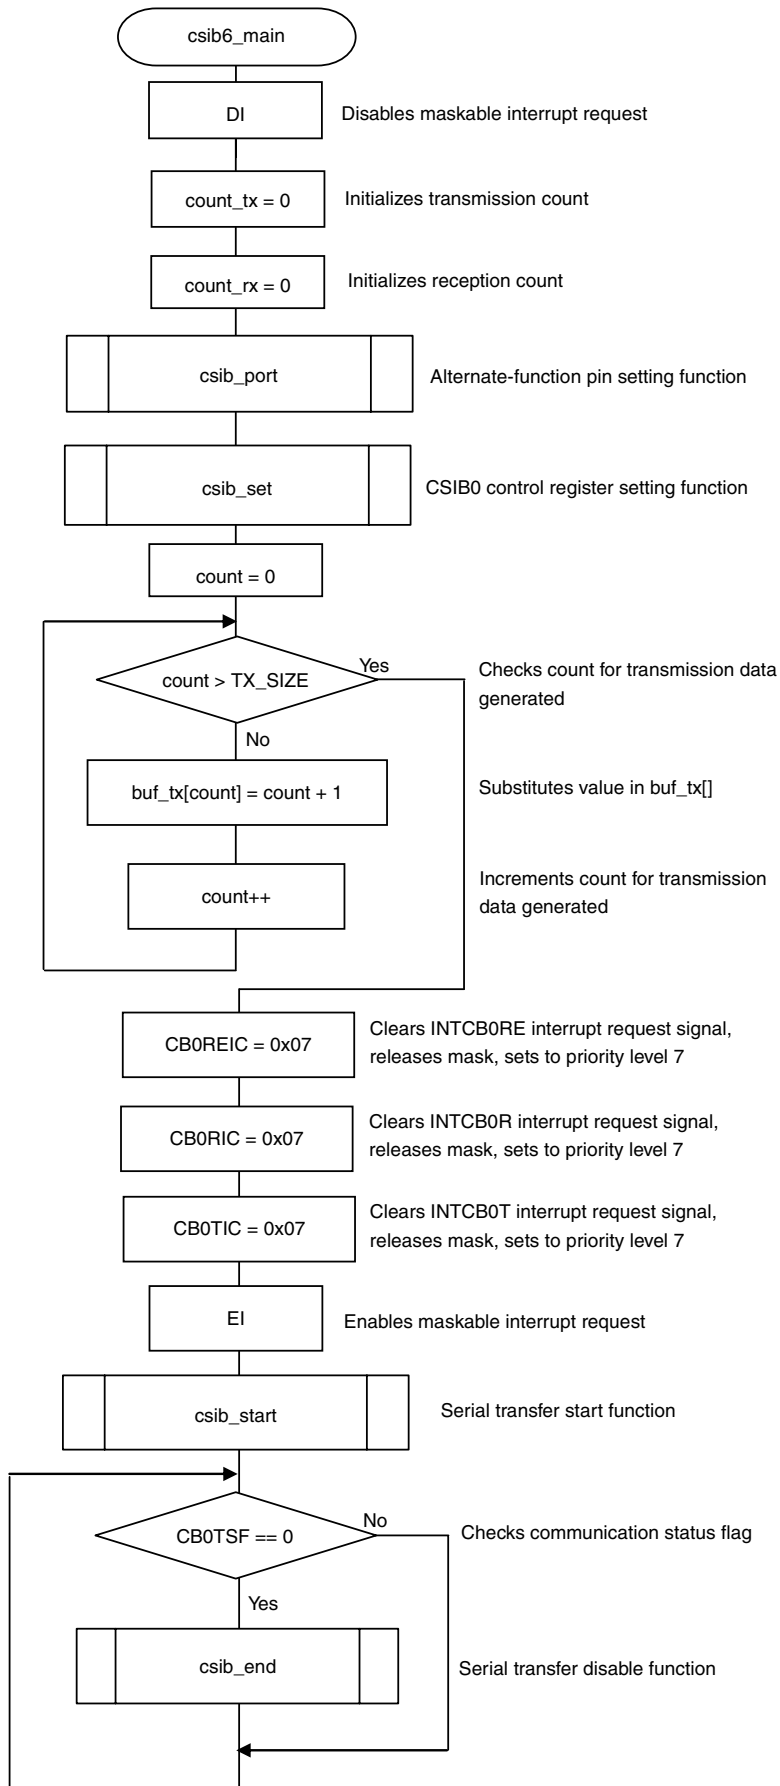 csib6_main
DI
Disables maskable interrupt request
count_tx = 0
Initializes transmission count
count_rx = 0
Initializes reception count
csib_port
Alternate-function pin setting function
csib_set
CSIB0 control register setting function
count = 0
count > TX_SIZE
Yes
Checks count for transmission data
generated
No
buf_tx[count] = count + 1
Substitutes value in buf_tx[]
count++
Increments count for transmission
data generated
CB0REIC = 0x07
Clears INTCB0RE interrupt request signal,
releases mask, sets to priority level 7
CB0RIC = 0x07
Clears INTCB0R interrupt request signal,
releases mask, sets to priority level 7
CB0TIC = 0x07
Clears INTCB0T interrupt request signal,
releases mask, sets to priority level 7
EI
Enables maskable interrupt request
csib_start
Serial transfer start function
CB0TSF == 0
No
Checks communication status flag
Yes
csib_end
Serial transfer disable function